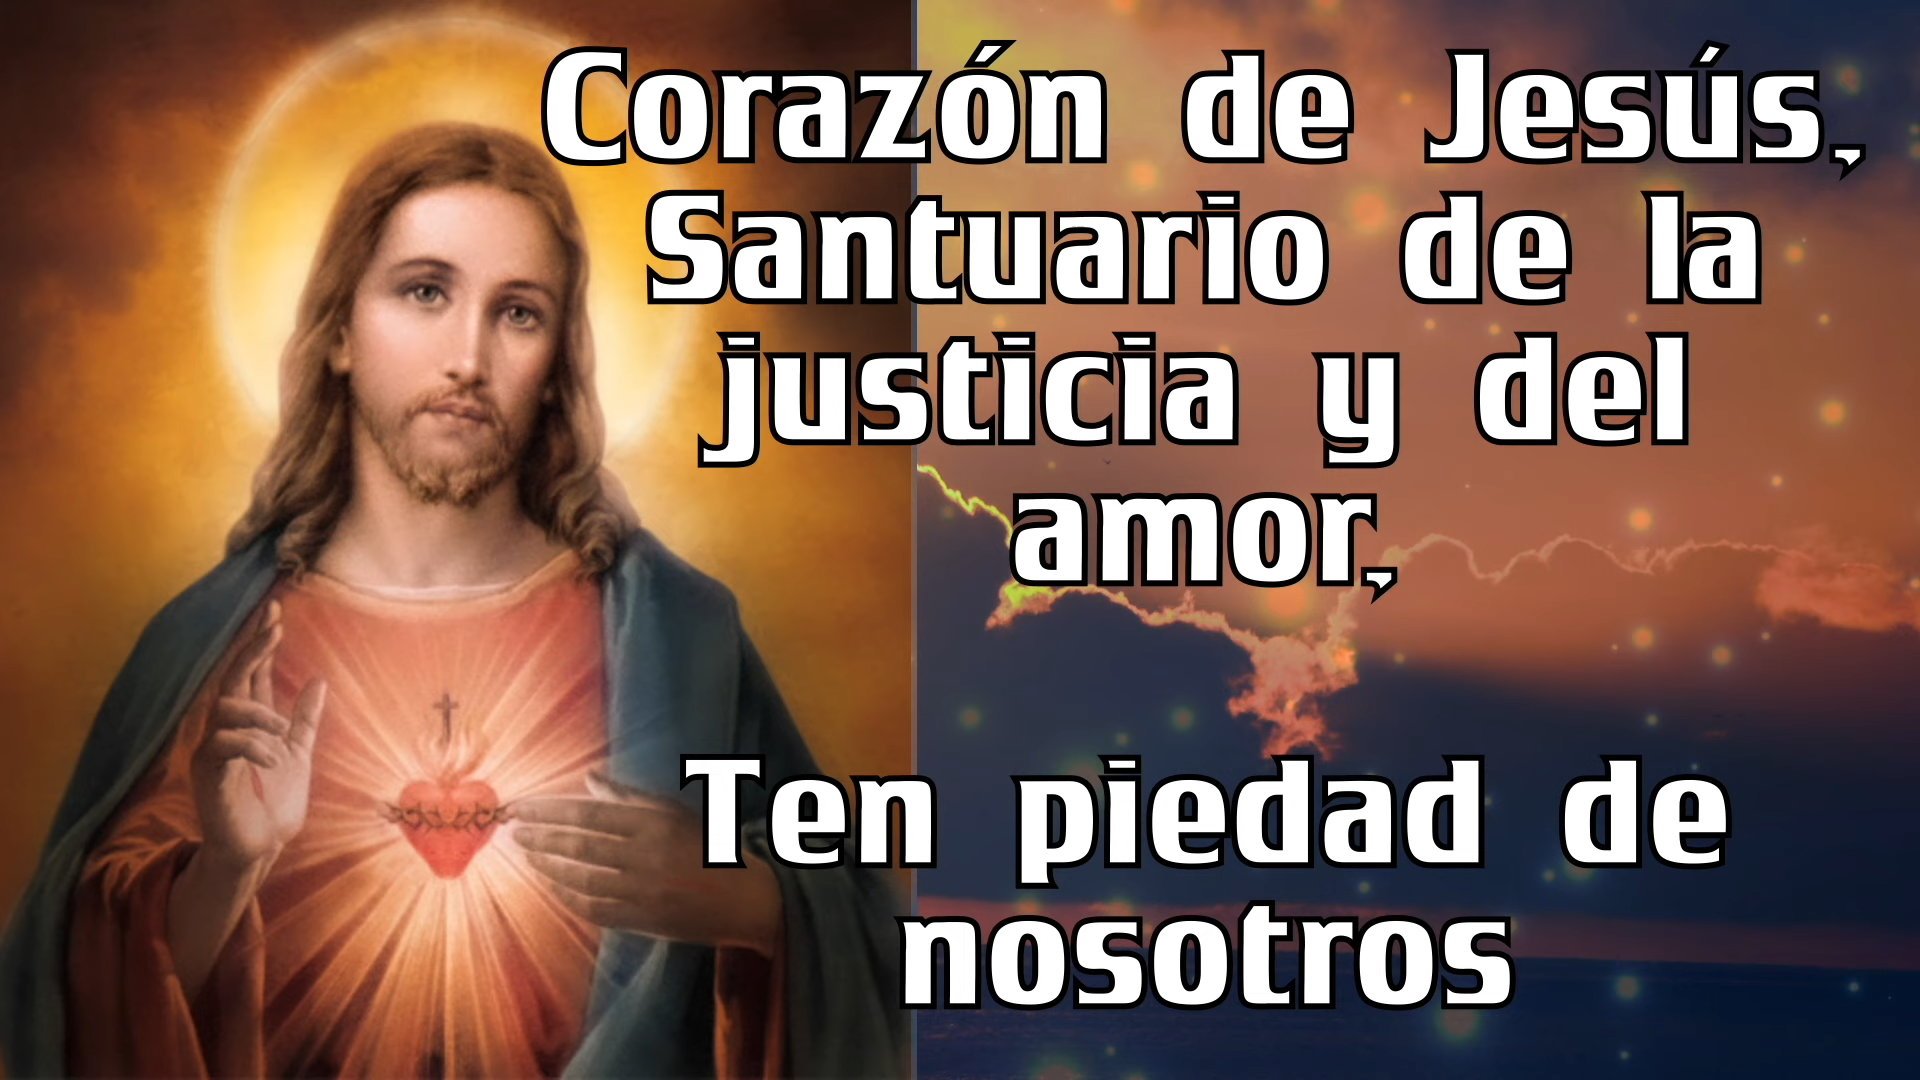 Corazón de Jesús,
Santuario de la
justicia y del
amor,
Ten piedad de
nosotros